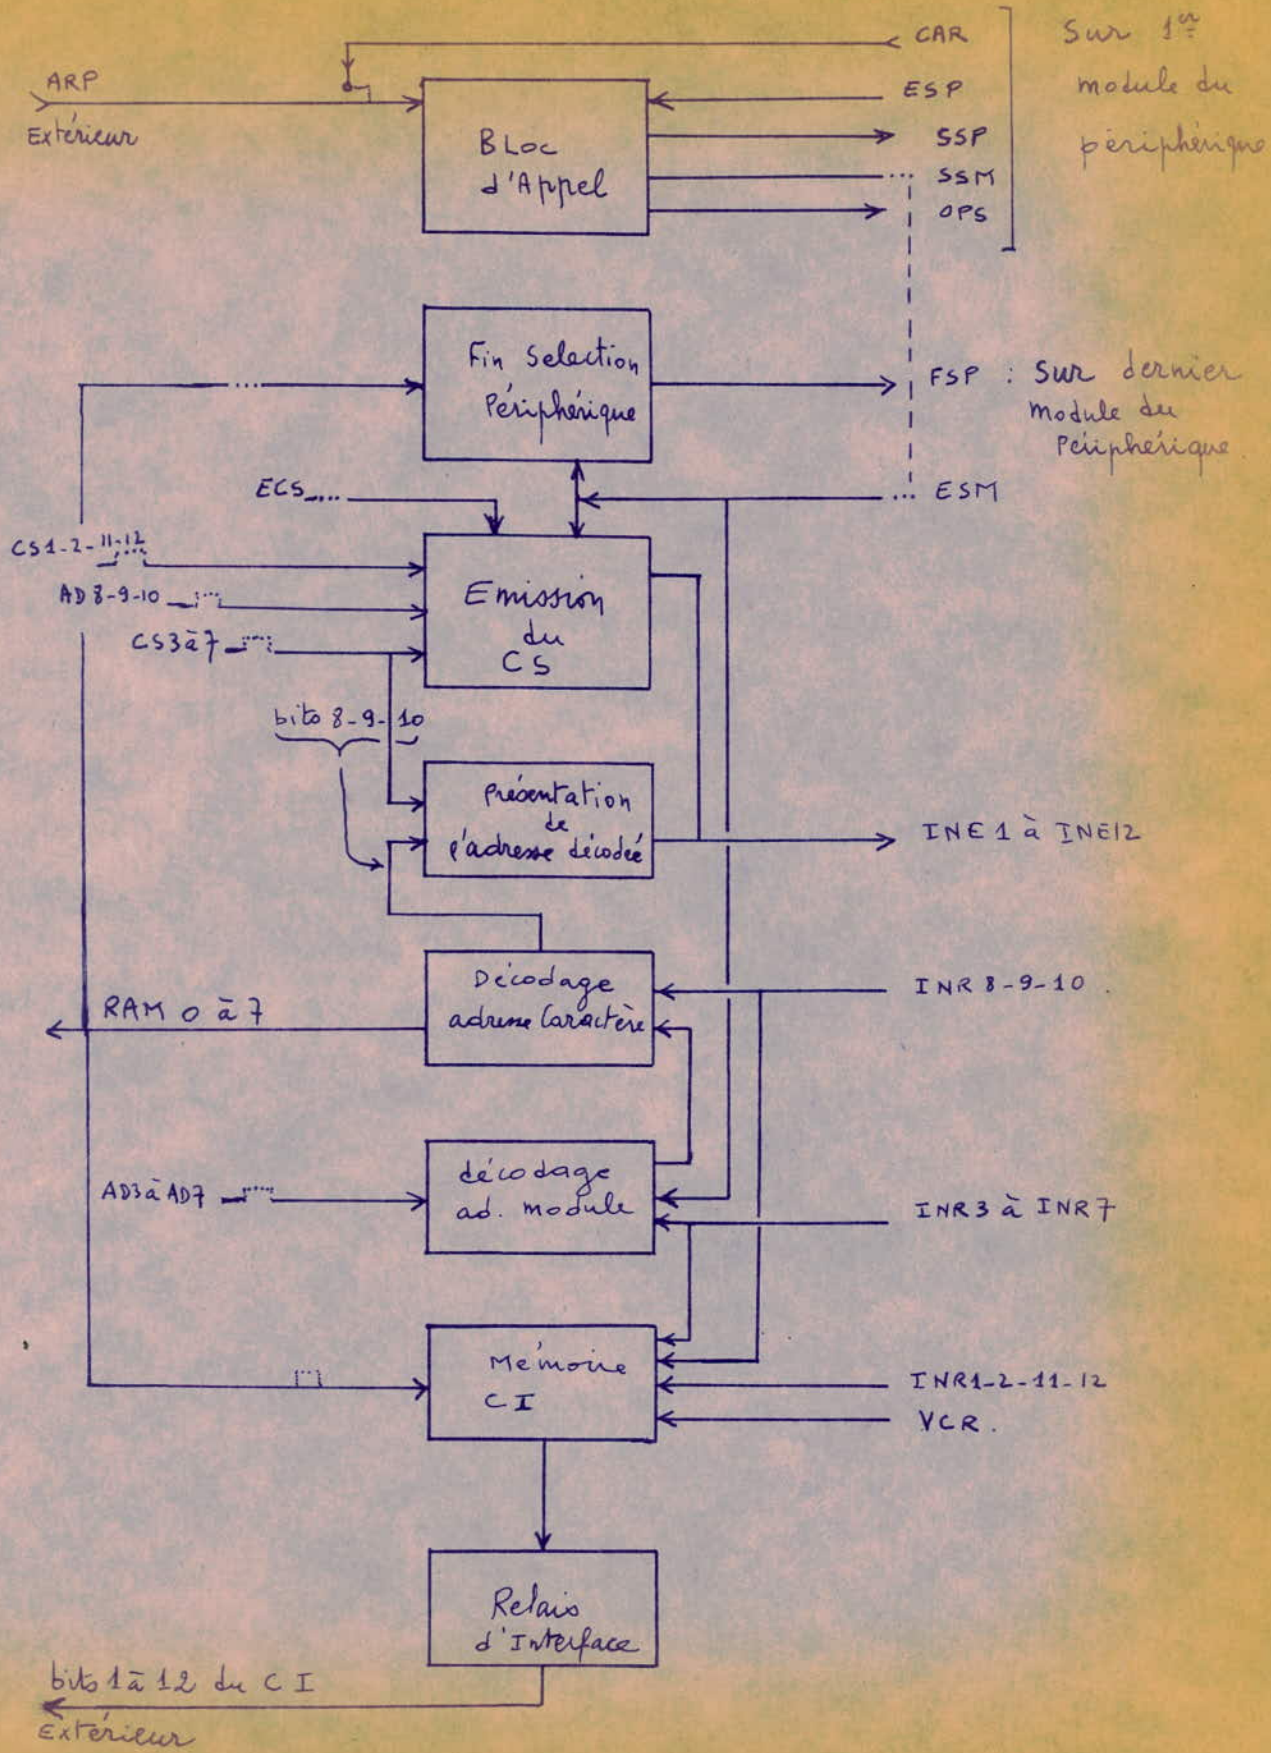 CAR
Sur 1er
module du
périphérique
ARP
Extérieur
ESP
SSP
SSM
OPS
Bloc
d'Appel
Fin Selection
Périphérique
FSP : Sur dernier
module du
Périphérique.
ECS
ESM
CS1-2-11-12
AD 8-9-10
CS3 à 7
Emission
du
CS
bits 8-9-10
Présentation
de
l'adresse décodée
INE 1 à INE12
Décodage
adresse Caractère
INR 8-9-10.
RAM 0 à 7
AD3 à AD7
décodage
ad. module
INR3 à INR7
Mémoire
CI
INR1-2-11-12
VCR.
Relais
d'Interface
bits 1 à 12 du CI
Extérieur